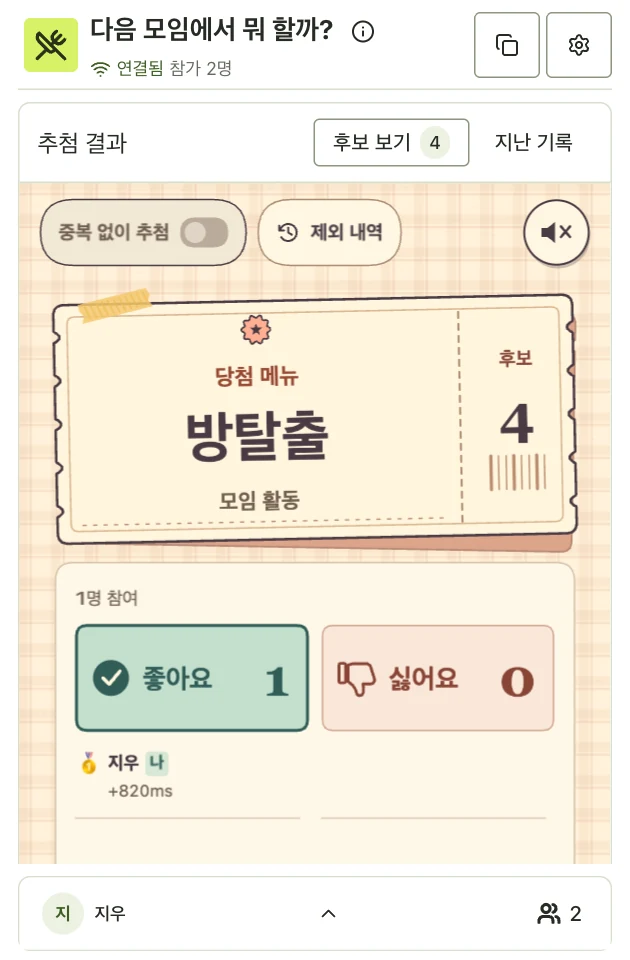 다음 모임에서 뭐 할까?
연결됨 참가 2명
추첨 결과
후보 보기 4
지난 기록
중복 없이 추첨
제외 내역
당첨 메뉴
방탈출
모임 활동
후보
4
1명 참여
좋아요 1
싫어요 0
지우 나
+820ms
지 지우
2